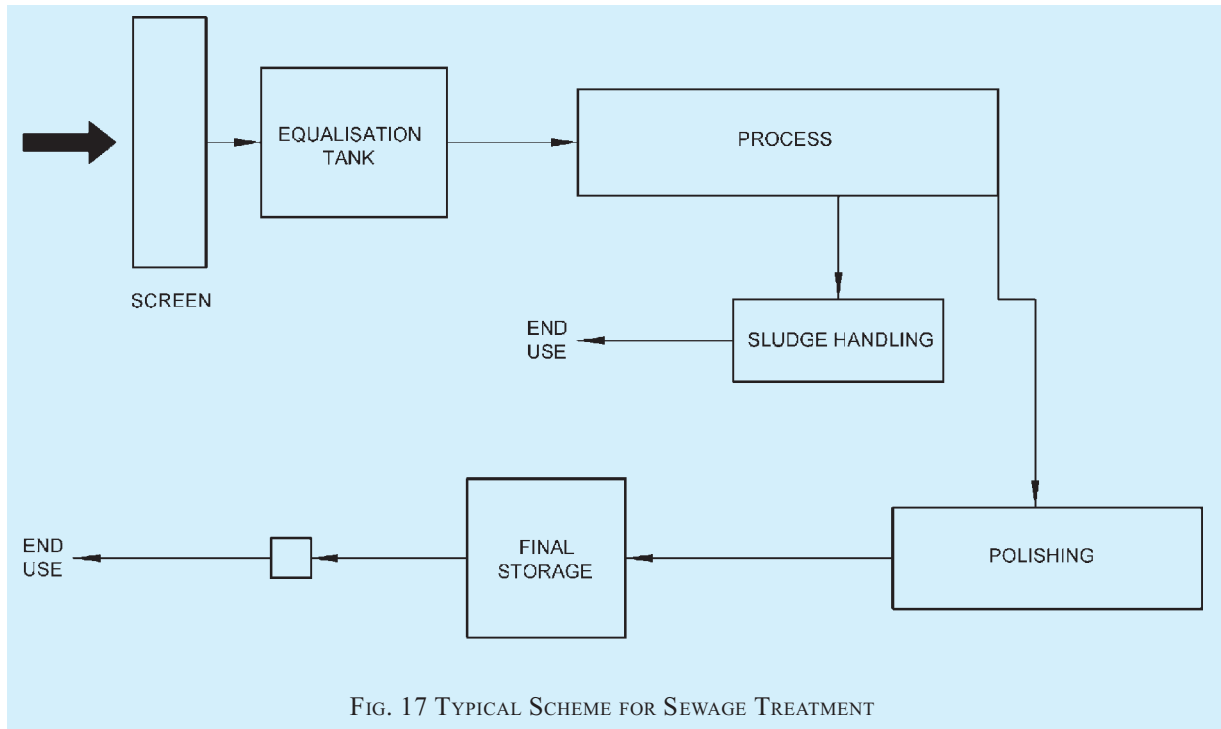 EQUALISATION
TANK
PROCESS
SCREEN
END
USE
SLUDGE HANDLING
END
USE
FINAL
STORAGE
POLISHING
FIG. 17 TYPICAL SCHEME FOR SEWAGE TREATMENT